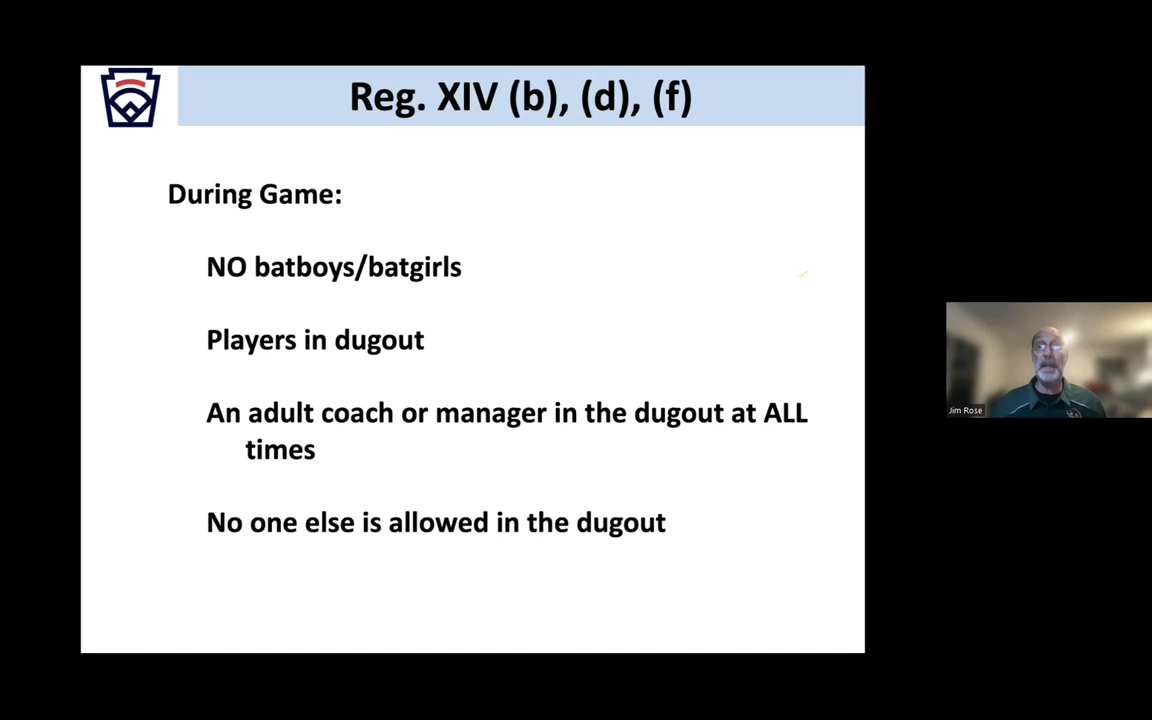 Reg. XIV (b), (d), (f)
During Game:
NO batboys/batgirls
Players in dugout
An adult coach or manager in the dugout at ALL
times
No one else is allowed in the dugout
Jim Rose